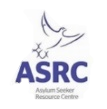 ASRC
Asylum Seeker
Resource Centre